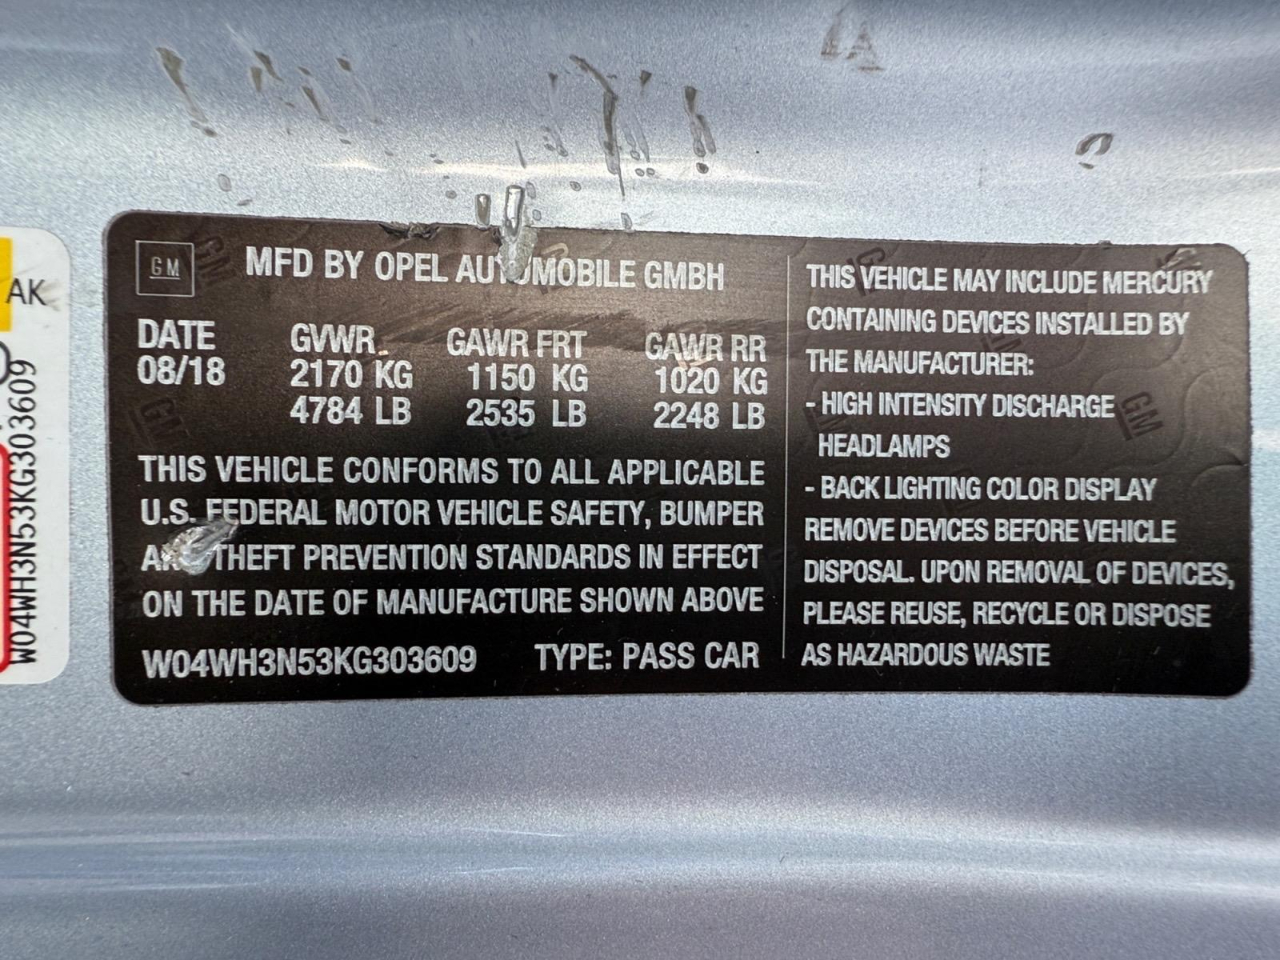 GM
MFD BY OPEL AUTOMOBILE GMBH
DATE GVWR GAWR FRT GAWR RR
08/18 2170 KG 1150 KG 1020 KG
4784 LB 2535 LB 2248 LB
THIS VEHICLE CONFORMS TO ALL APPLICABLE
U.S. FEDERAL MOTOR VEHICLE SAFETY, BUMPER
AND THEFT PREVENTION STANDARDS IN EFFECT
ON THE DATE OF MANUFACTURE SHOWN ABOVE
W04WH3N53KG303609 TYPE: PASS CAR
THIS VEHICLE MAY INCLUDE MERCURY
CONTAINING DEVICES INSTALLED BY
THE MANUFACTURER:
- HIGH INTENSITY DISCHARGE
HEADLAMPS
- BACK LIGHTING COLOR DISPLAY
REMOVE DEVICES BEFORE VEHICLE
DISPOSAL. UPON REMOVAL OF DEVICES,
PLEASE REUSE, RECYCLE OR DISPOSE
AS HAZARDOUS WASTE
AK
W04WH3N53KG303609